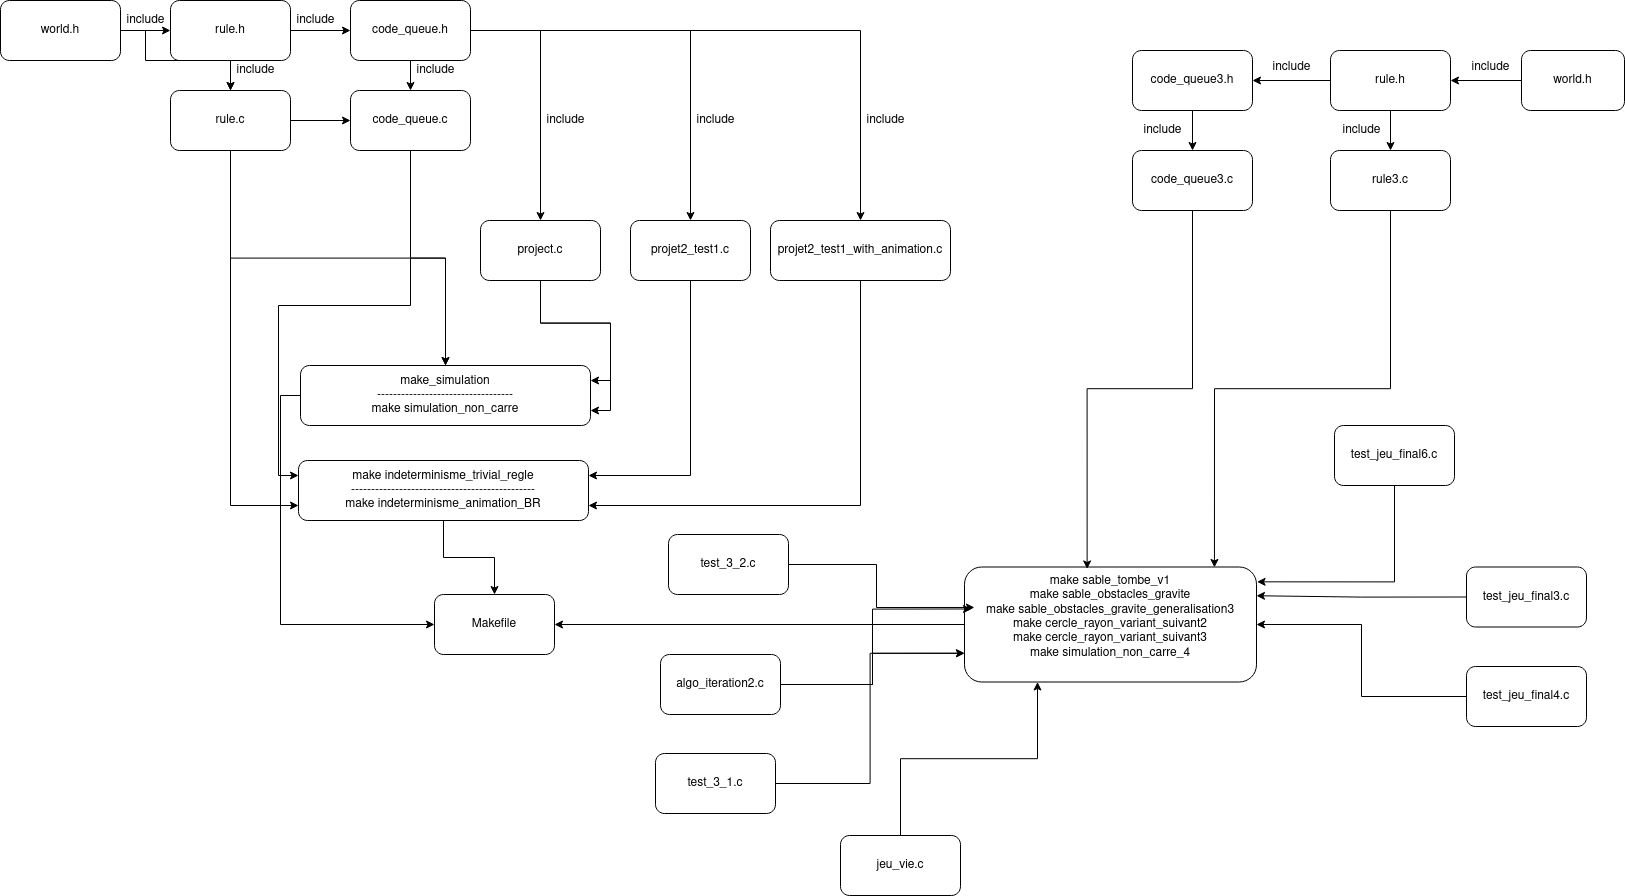 world.h
include
rule.h
include
code_queue.h
include
include
rule.c
code_queue.c
include
include
include
code_queue3.h
include
rule.h
include
world.h
include
include
code_queue3.c
rule3.c
project.c
projet2_test1.c
projet2_test1_with_animation.c
make_simulation
----------------------------------
make simulation_non_carre
make indeterminisme_trivial_regle
----------------------------------------------
make indeterminisme_animation_BR
test_jeu_final6.c
test_3_2.c
make sable_tombe_v1
make sable_obstacles_gravite
make sable_obstacles_gravite_generalisation3
make cercle_rayon_variant_suivant2
make cercle_rayon_variant_suivant3
make simulation_non_carre_4
test_jeu_final3.c
Makefile
algo_iteration2.c
test_jeu_final4.c
test_3_1.c
jeu_vie.c